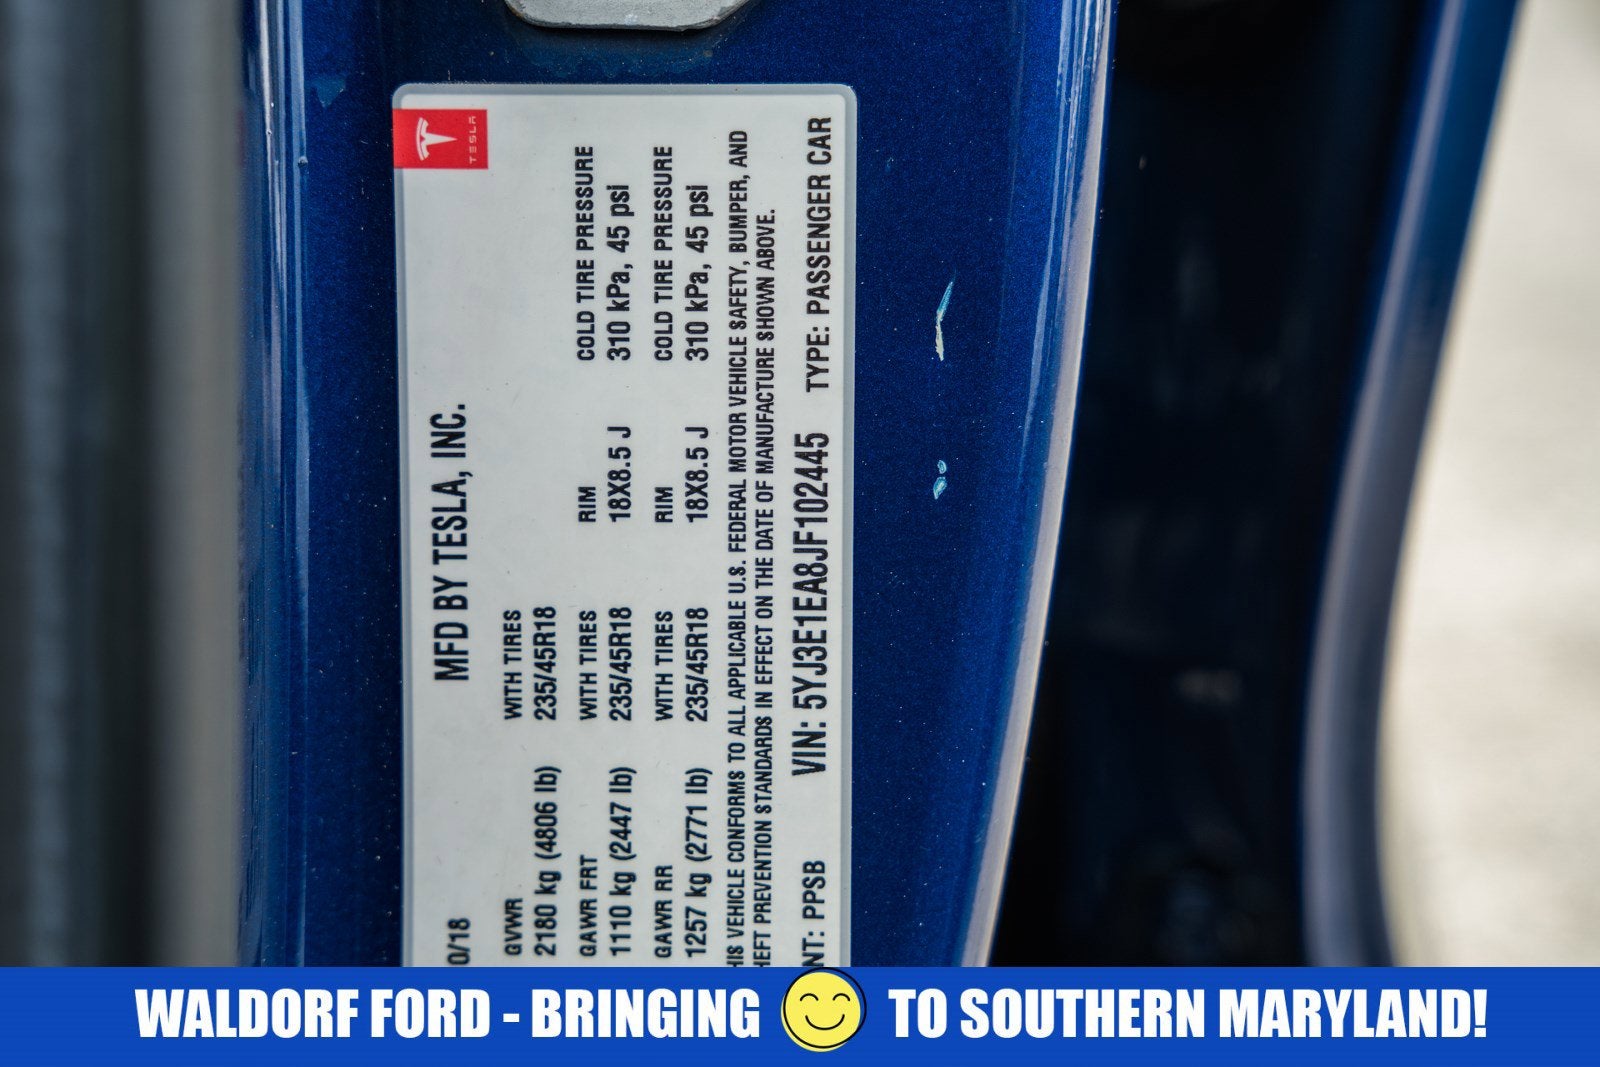 TESLA
0/18 MFD BY TESLA, INC.
GVWR WITH TIRES
2180 kg (4806 lb) 235/45R18
GAWR FRT WITH TIRES RIM COLD TIRE PRESSURE
1110 kg (2447 lb) 235/45R18 18X8.5 J 310 kPa, 45 psi
GAWR RR WITH TIRES RIM COLD TIRE PRESSURE
1257 kg (2771 lb) 235/45R18 18X8.5 J 310 kPa, 45 psi
HIS VEHICLE CONFORMS TO ALL APPLICABLE U.S. FEDERAL MOTOR VEHICLE SAFETY, BUMPER, AND
HEFT PREVENTION STANDARDS IN EFFECT ON THE DATE OF MANUFACTURE SHOWN ABOVE.
NT: PPSB VIN: 5YJ3E1EA8JF102445 TYPE: PASSENGER CAR
WALDORF FORD - BRINGING TO SOUTHERN MARYLAND!